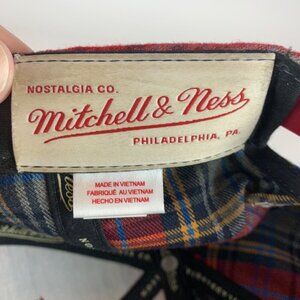 NOSTALGIA CO.
Mitchell & Ness
PHILADELPHIA, PA.
MADE IN VIETNAM
FABRIQUÉ AU VIETNAM
HECHO EN VIETNAM